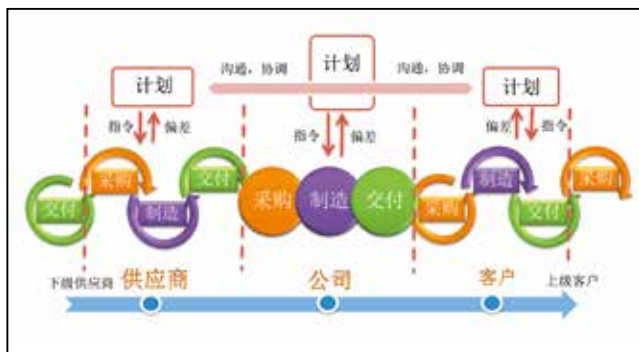 计划
沟通，协调
计划
沟通，协调
计划
指令
偏差
指令
偏差
偏差
指令
交付
采购
制造
交付
采购
制造
交付
采购
制造
交付
采购
下级供应商
供应商
公司
客户
上级客户